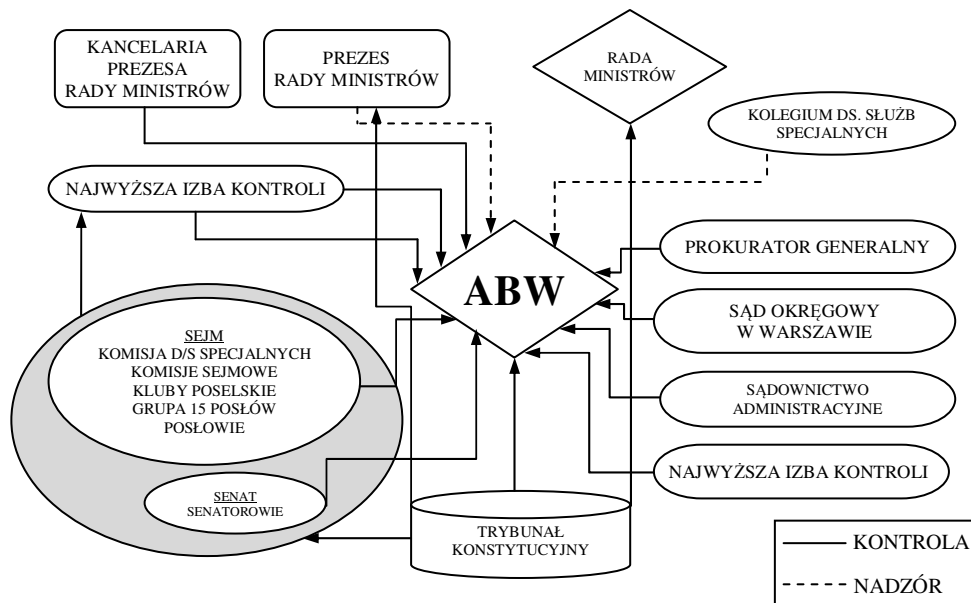 KANCELARIA
PREZESA
RADY MINISTRÓW
PREZES
RADY MINISTRÓW
RADA
MINISTRÓW
KOLEGIUM DS. SŁUŻB
SPECJALNYCH
NAJWYŻSZA IZBA KONTROLI
ABW
PROKURATOR GENERALNY
SĄD OKRĘGOWY
W WARSZAWIE
SEJM
KOMISJA D/S SPECJALNYCH
KOMISJE SEJMOWE
KLUBY POSELSKIE
GRUPA 15 POSŁÓW
POSŁOWIE
SĄDOWNICTWO
ADMINISTRACYJNE
NAJWYŻSZA IZBA KONTROLI
SENAT
SENATOROWIE
TRYBUNAŁ
KONSTYTUCYJNY
KONTROLA
NADZÓR